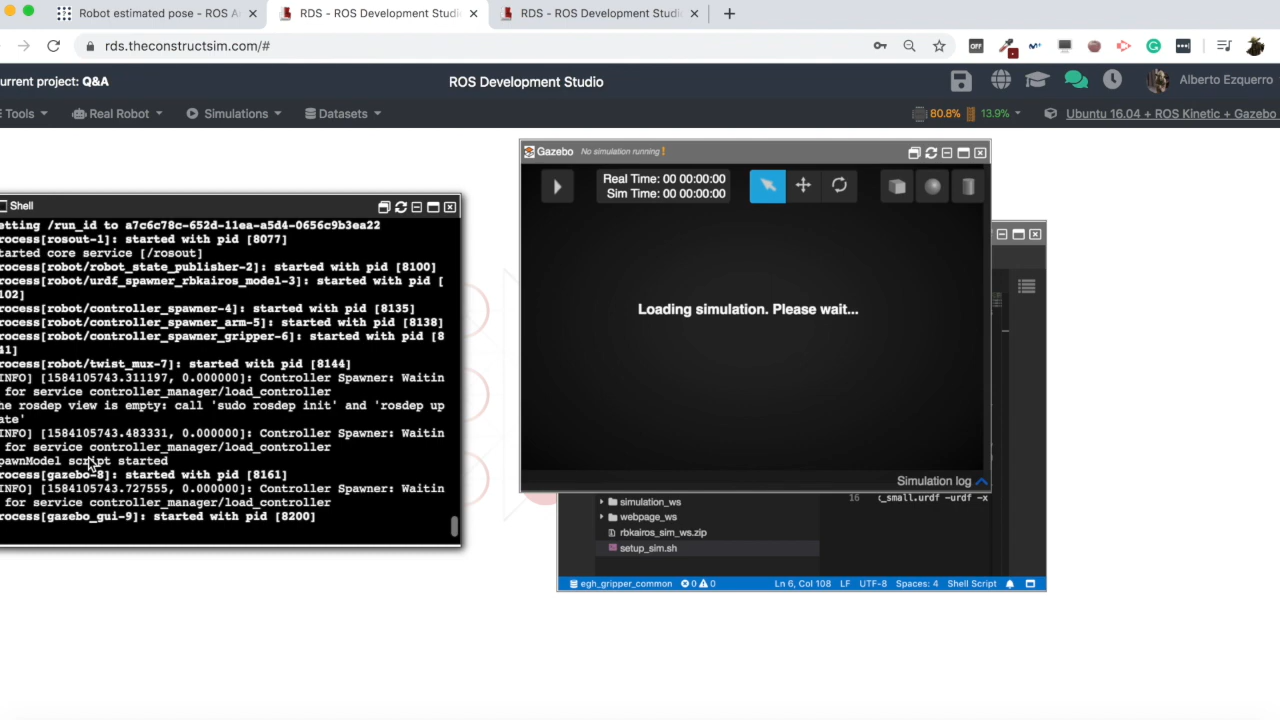 Robot estimated pose - ROS A
RDS - ROS Development Studi
RDS - ROS Development Studi
rds.theconstructsim.com/#
OFF
urrent project: Q&A
ROS Development Studio
Alberto Ezquerro
Tools
Real Robot
Simulations
Datasets
80.8%
13.9%
Ubuntu 16.04 + ROS Kinetic + Gazebo
Shell
etting /run_id to a7c6c78c-652d-11ea-a5d4-0656c9b3ea22
rocess[rosout-1]: started with pid [8077]
tarted core service [/rosout]
rocess[robot/robot_state_publisher-2]: started with pid [8100]
rocess[robot/urdf_spawner_rbkairos_model-3]: started with pid [
102]
rocess[robot/controller_spawner-4]: started with pid [8135]
rocess[robot/controller_spawner_arm-5]: started with pid [8138]
rocess[robot/controller_spawner_gripper-6]: started with pid [8
41]
rocess[robot/twist_mux-7]: started with pid [8144]
INFO] [1584105743.311197, 0.000000]: Controller Spawner: Waitin
for service controller_manager/load_controller
he rosdep view is empty: call 'sudo rosdep init' and 'rosdep up
ate'
INFO] [1584105743.483331, 0.000000]: Controller Spawner: Waitin
for service controller_manager/load_controller
pawnModel script started
rocess[gazebo-8]: started with pid [8161]
INFO] [1584105743.727555, 0.000000]: Controller Spawner: Waitin
for service controller_manager/load_controller
rocess[gazebo_gui-9]: started with pid [8200]
Gazebo No simulation running!
Real Time: 00 00:00:00
Sim Time: 00 00:00:00
Loading simulation. Please wait...
Simulation log
simulation_ws
webpage_ws
rbkairos_sim_ws.zip
setup_sim.sh
16 c_small.urdf -urdf -x
egh_gripper_common 0 0 Ln 6, Col 108 LF UTF-8 Spaces: 4 Shell Script